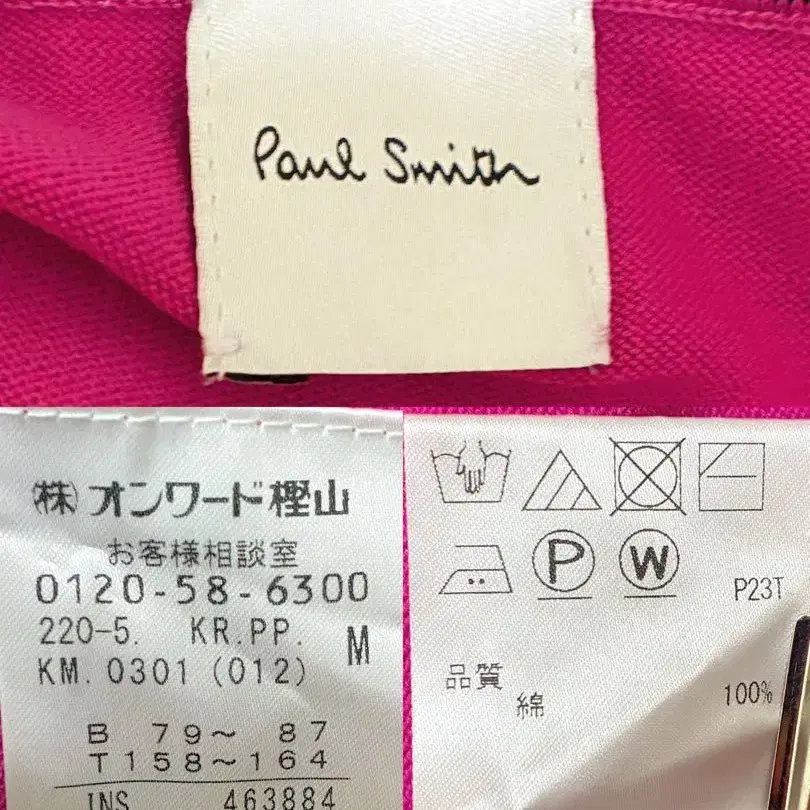 Paul Smith
㈱オンワード樫山
お客様相談室
0120-58-6300
220-5. KR.PP. M
KM.0301(012)
B 79～ 87
T 158～164
INS 463884
P W
P23T
品質
綿
100%